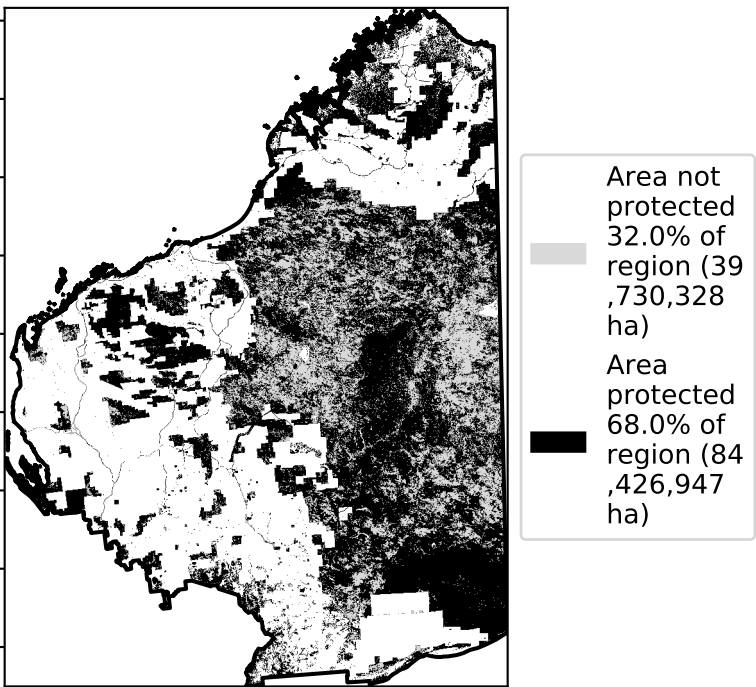 Area not
protected
32.0% of
region (39
,730,328
ha)
Area
protected
68.0% of
region (84
,426,947
ha)